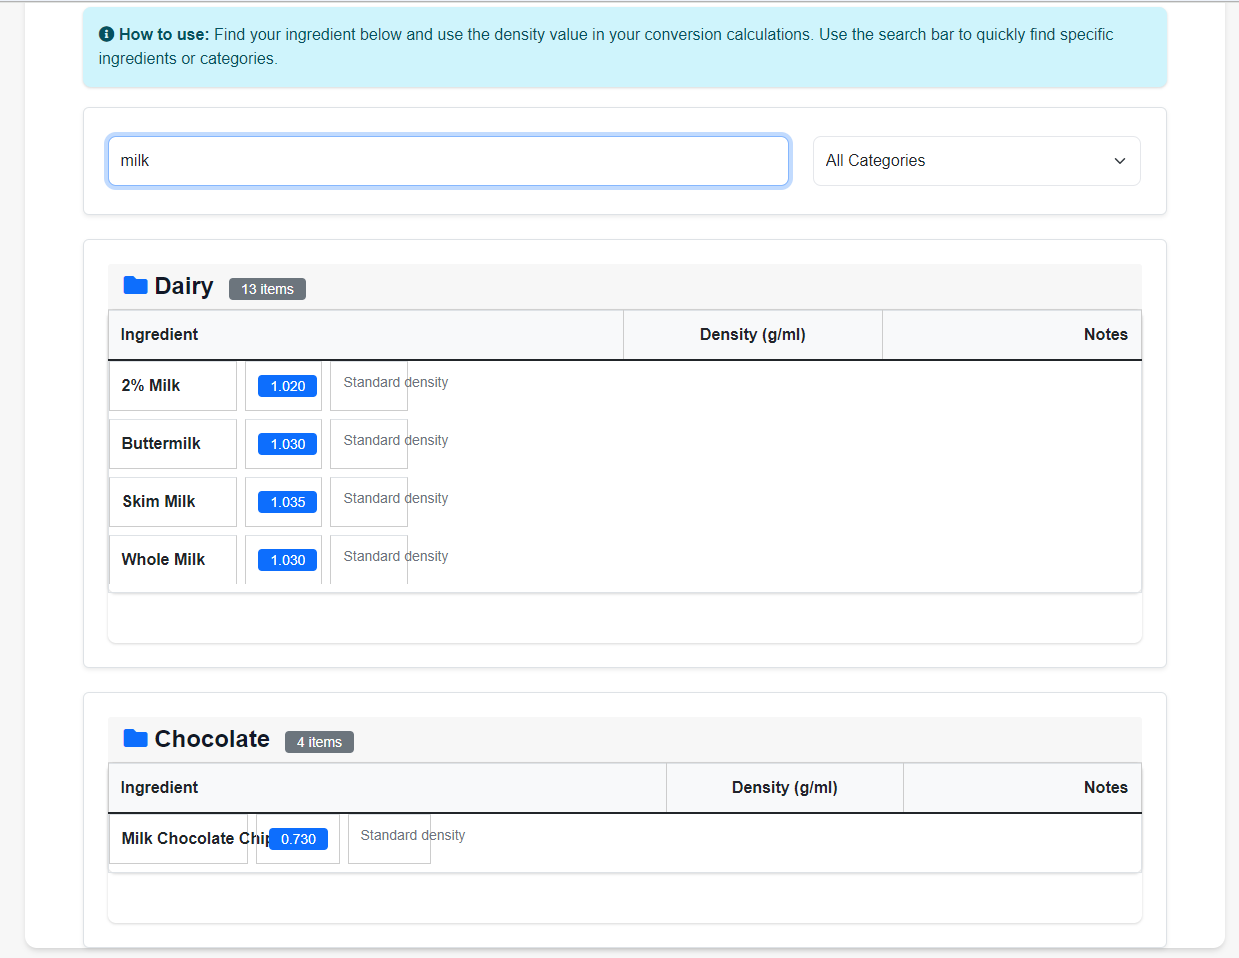 How to use: Find your ingredient below and use the density value in your conversion calculations. Use the search bar to quickly find specific
ingredients or categories.
milk
All Categories
Dairy 13 items
Ingredient Density (g/ml) Notes
2% Milk 1.020 Standard density
Buttermilk 1.030 Standard density
Skim Milk 1.035 Standard density
Whole Milk 1.030 Standard density
Chocolate 4 items
Ingredient Density (g/ml) Notes
Milk Chocolate Chip 0.730 Standard density